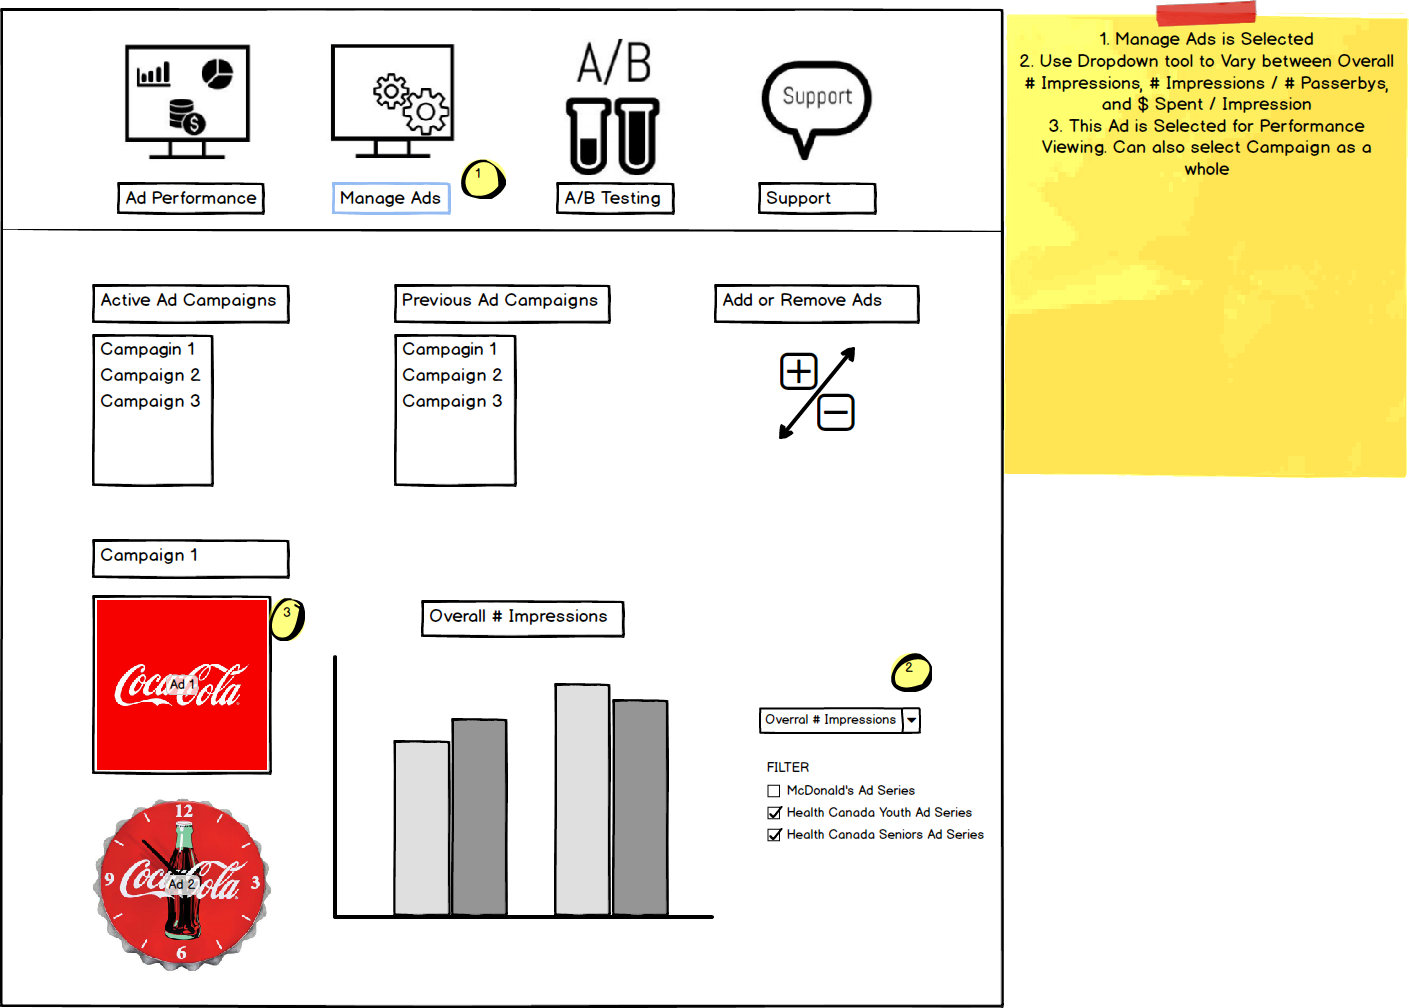 A/B
Support
Ad Performance
Manage Ads
1
A/B Testing
Support
1. Manage Ads is Selected
2. Use Dropdown tool to Vary between Overall
# Impressions, # Impressions / # Passerbys,
and $ Spent / Impression
3. This Ad is Selected for Performance
Viewing. Can also select Campaign as a
whole
Active Ad Campaigns
Previous Ad Campaigns
Add or Remove Ads
Campagin 1
Campaign 2
Campaign 3
Campagin 1
Campaign 2
Campaign 3
Campaign 1
3
Coca-Cola
Ad 1
Overall # Impressions
2
Overral # Impressions
FILTER
McDonald's Ad Series
Health Canada Youth Ad Series
Health Canada Seniors Ad Series
12
9
Coca-Cola
3
Ad 2
6